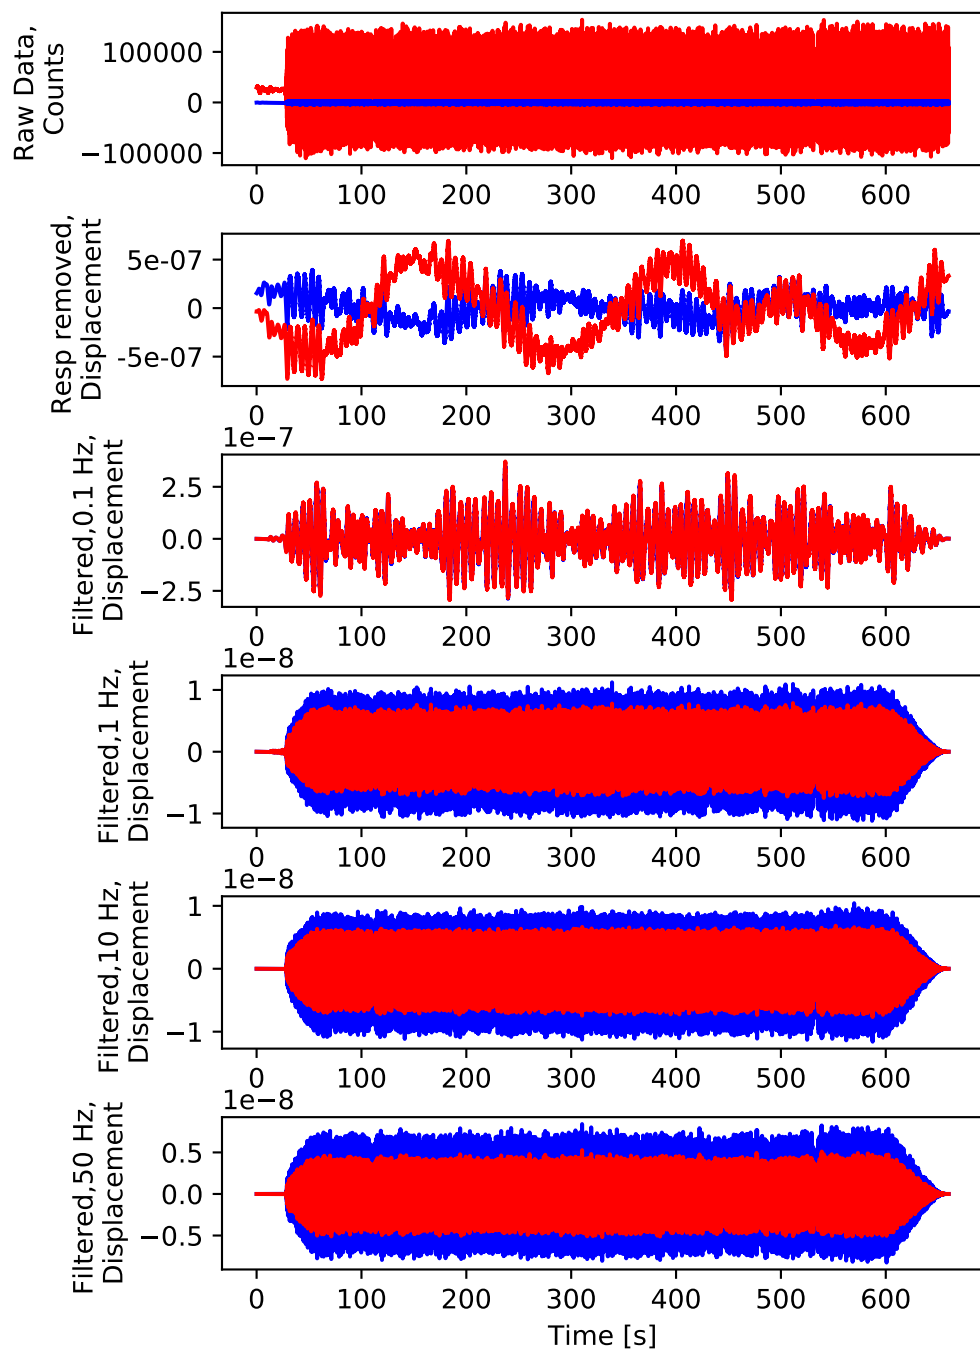 Raw Data,
Counts
100000
0
−100000
0 100 200 300 400 500 600
Resp removed,
Displacement
5e-07
0
-5e-07
0 100 200 300 400 500 600
1e−7
Filtered,0.1 Hz,
Displacement
2.5
0.0
−2.5
0 100 200 300 400 500 600
1e−8
Filtered,1 Hz,
Displacement
1
0
−1
0 100 200 300 400 500 600
1e−8
Filtered,10 Hz,
Displacement
1
0
−1
0 100 200 300 400 500 600
1e−8
Filtered,50 Hz,
Displacement
0.5
0.0
−0.5
0 100 200 300 400 500 600
Time [s]